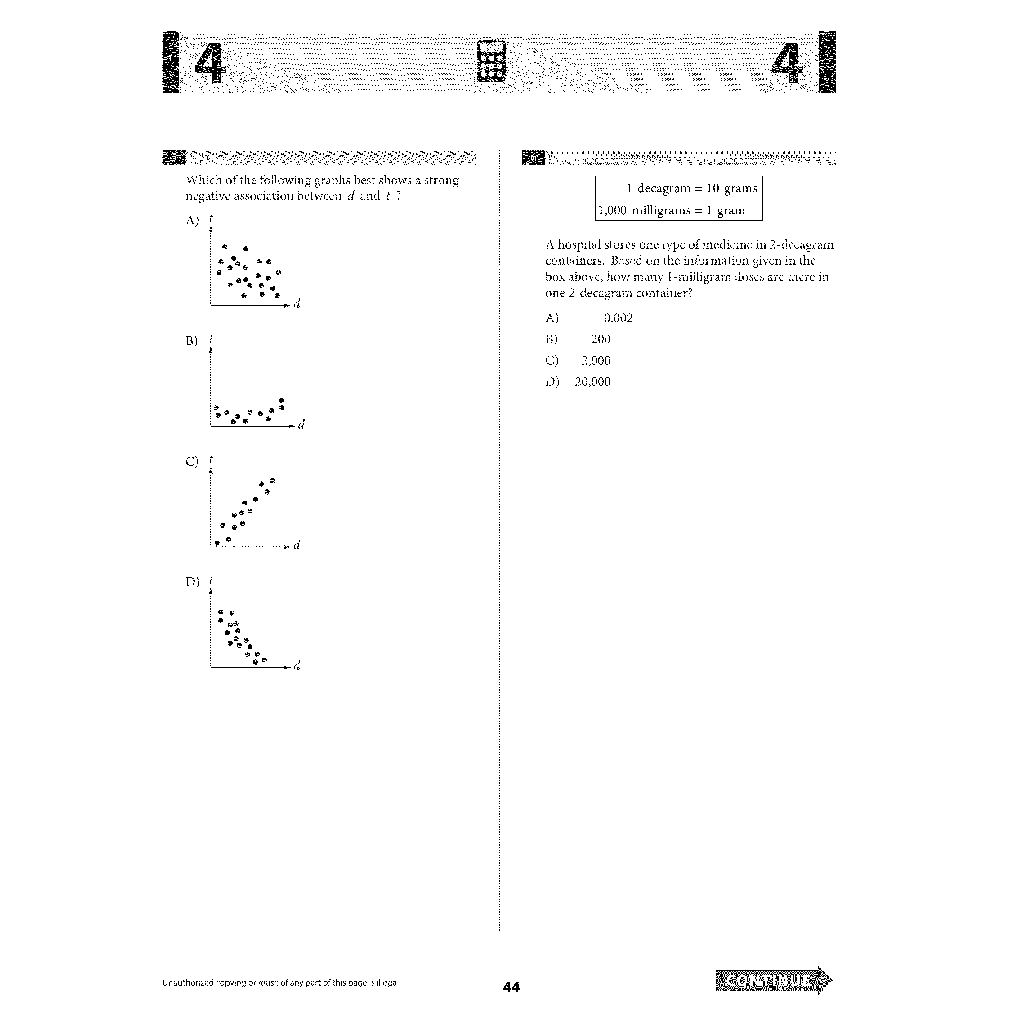 4 4
Which of the following graphs best shows a strong
negative association between d and t ?
A) t
d
B) t
d
C) t
d
D) t
d
1 decagram = 10 grams
1,000 milligrams = 1 gram
A hospital stores one type of medicine in 2-decagram
containers. Based on the information given in the
box above, how many 1-milligram doses are there in
one 2-decagram container?
A) 0.002
B) 200
C) 2,000
D) 20,000
Unauthorized copying or reuse of any part of this page is illegal.
44
CONTINUE